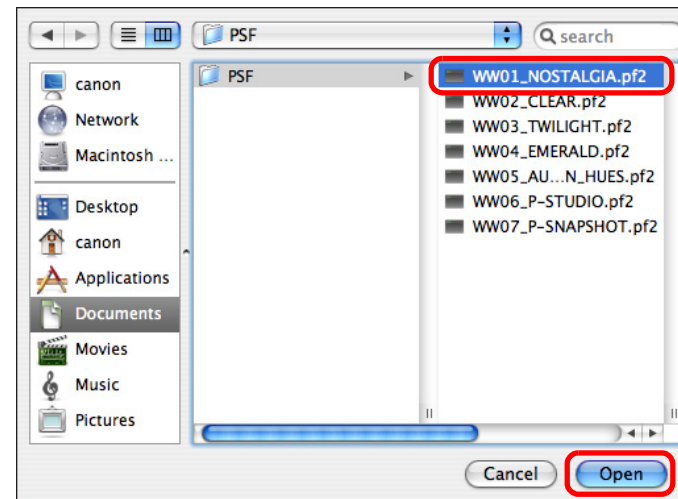 PSF
search
canon
Network
Macintosh ...
Desktop
canon
Applications
Documents
Movies
Music
Pictures
PSF
WW01_NOSTALGIA.pf2
WW02_CLEAR.pf2
WW03_TWILIGHT.pf2
WW04_EMERALD.pf2
WW05_AU...N_HUES.pf2
WW06_P-STUDIO.pf2
WW07_P-SNAPSHOT.pf2
Cancel
Open